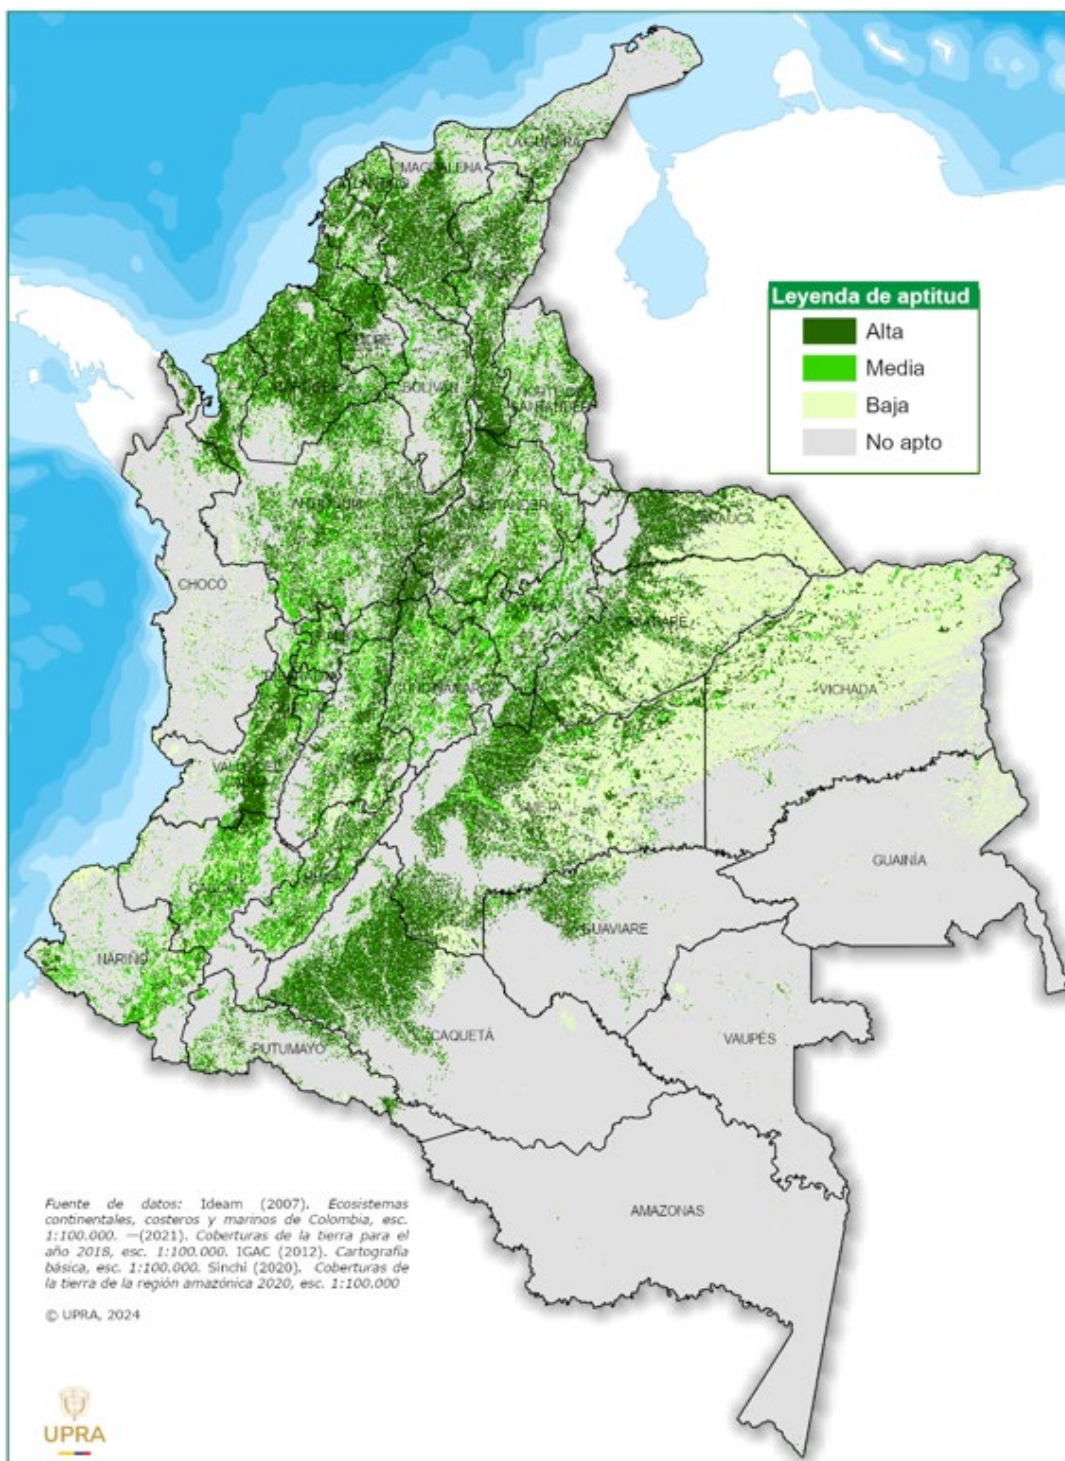 LA GUAJIRA
MAGDALENA
ATLÁNTICO
Leyenda de aptitud
Alta
Media
Baja
No apto
SUCRE
BOLÍVAR
NORTE DE
SANTANDER
ANTIOQUIA
SANTANDER
ARAUCA
CHOCÓ
CASANARE
CUNDINAMARCA
VICHADA
META
GUAINÍA
CAUCA
HUILA
GUAVIARE
NARIÑO
CAQUETÁ
VAUPÉS
PUTUMAYO
AMAZONAS
Fuente de datos: Ideam (2007). Ecosistemas
continentales, costeros y marinos de Colombia, esc.
1:100.000. —(2021). Coberturas de la tierra para el
año 2018, esc. 1:100.000. IGAC (2012). Cartografía
básica, esc. 1:100.000. Sinchi (2020). Coberturas de
la tierra de la región amazónica 2020, esc. 1:100.000
© UPRA, 2024
UPRA